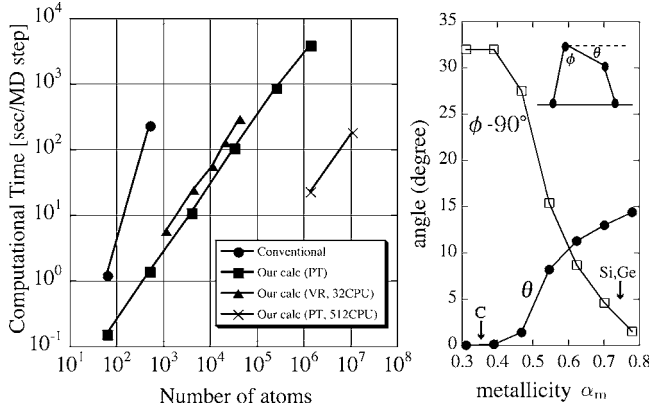 Computational Time [sec/MD step]
10^4
10^3
10^2
10^1
10^0
10^-1
Conventional
Our calc (PT)
Our calc (VR, 32CPU)
Our calc (PT, 512CPU)
10^1 10^2 10^3 10^4 10^5 10^6 10^7 10^8
Number of atoms
angle (degree)
35
30
25
20
15
10
5
0
ϕ
θ
ϕ -90°
θ
C
Si,Ge
0.3 0.4 0.5 0.6 0.7 0.8
metallicity α_m